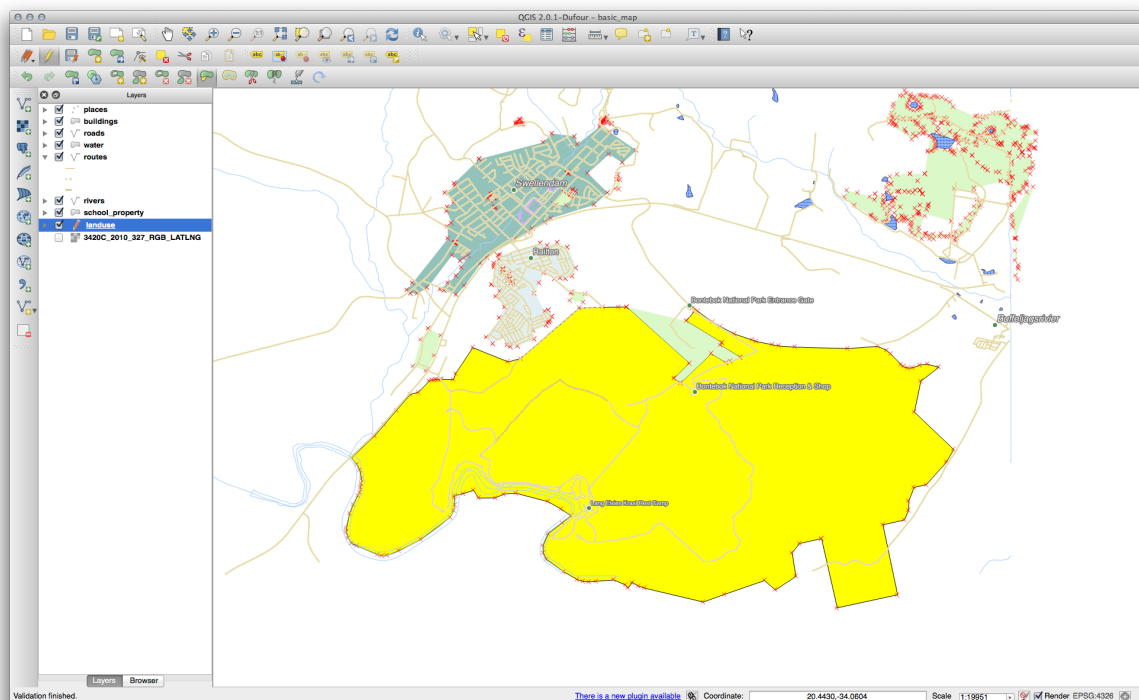 QGIS 2.0.1-Dufour - basic_map
Layers
places
buildings
roads
water
routes
rivers
school_property
landuse
3420C_2010_327_RGB_LATLNG
Swellendam
Railton
Bontebok National Park Entrance Gate
Buffeljagsrivier
Bontebok National Park Reception & Shop
Lang Elsies Kraal Rest Camp
Layers
Browser
Validation finished.
There is a new plugin available
Coordinate:
20.4430,-34.0604
Scale
1:19951
Render
EPSG:4326